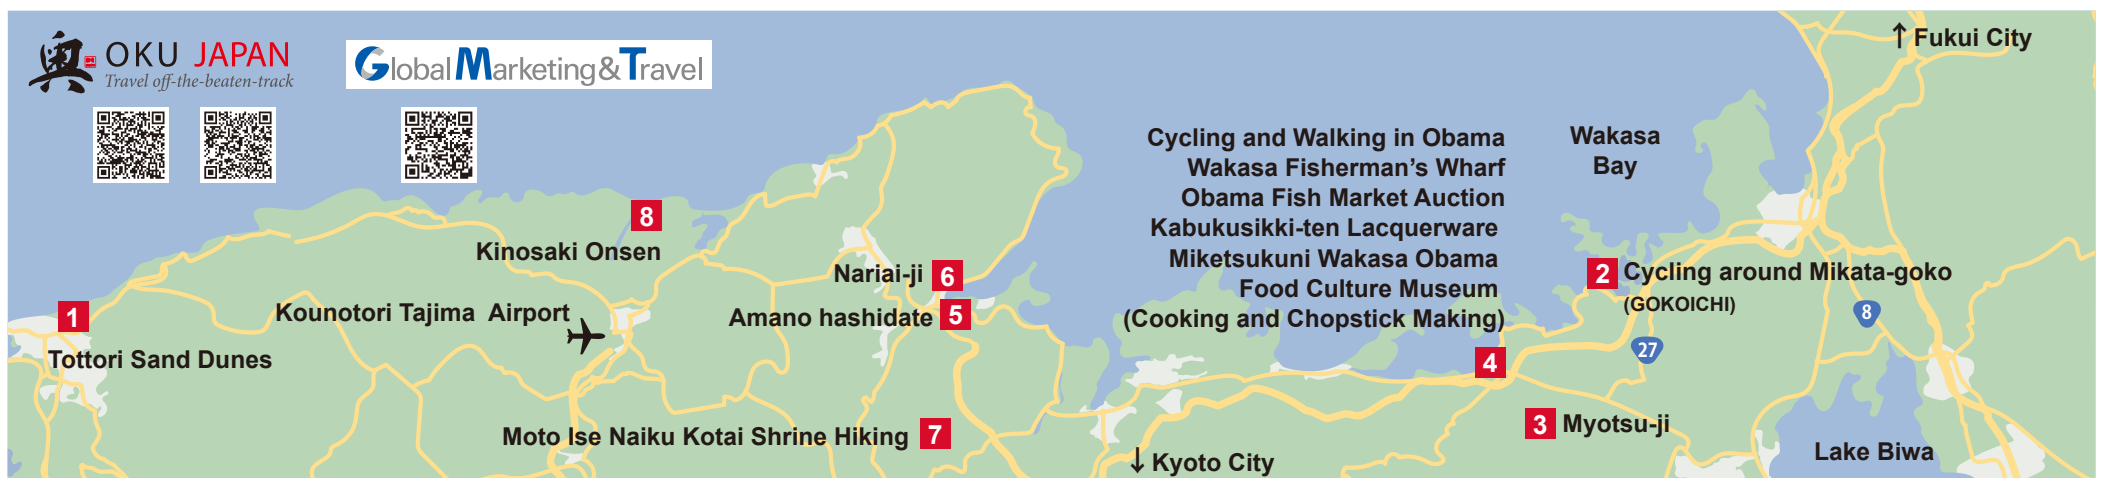 奥 OKU JAPAN
Travel off-the-beaten-track
Global Marketing & Travel
↑ Fukui City
Cycling and Walking in Obama
Wakasa Fisherman's Wharf
Obama Fish Market Auction
Kabukusikki-ten Lacquerware
Miketsukuni Wakasa Obama
Food Culture Museum
(Cooking and Chopstick Making)
4
Wakasa
Bay
8
Kinosaki Onsen
Nariai-ji 6
2 Cycling around Mikata-goko
(GOKOICHI)
1
Kounotori Tajima Airport
Amano hashidate 5
8
27
Tottori Sand Dunes
3 Myotsu-ji
Moto Ise Naiku Kotai Shrine Hiking 7
Lake Biwa
↓ Kyoto City